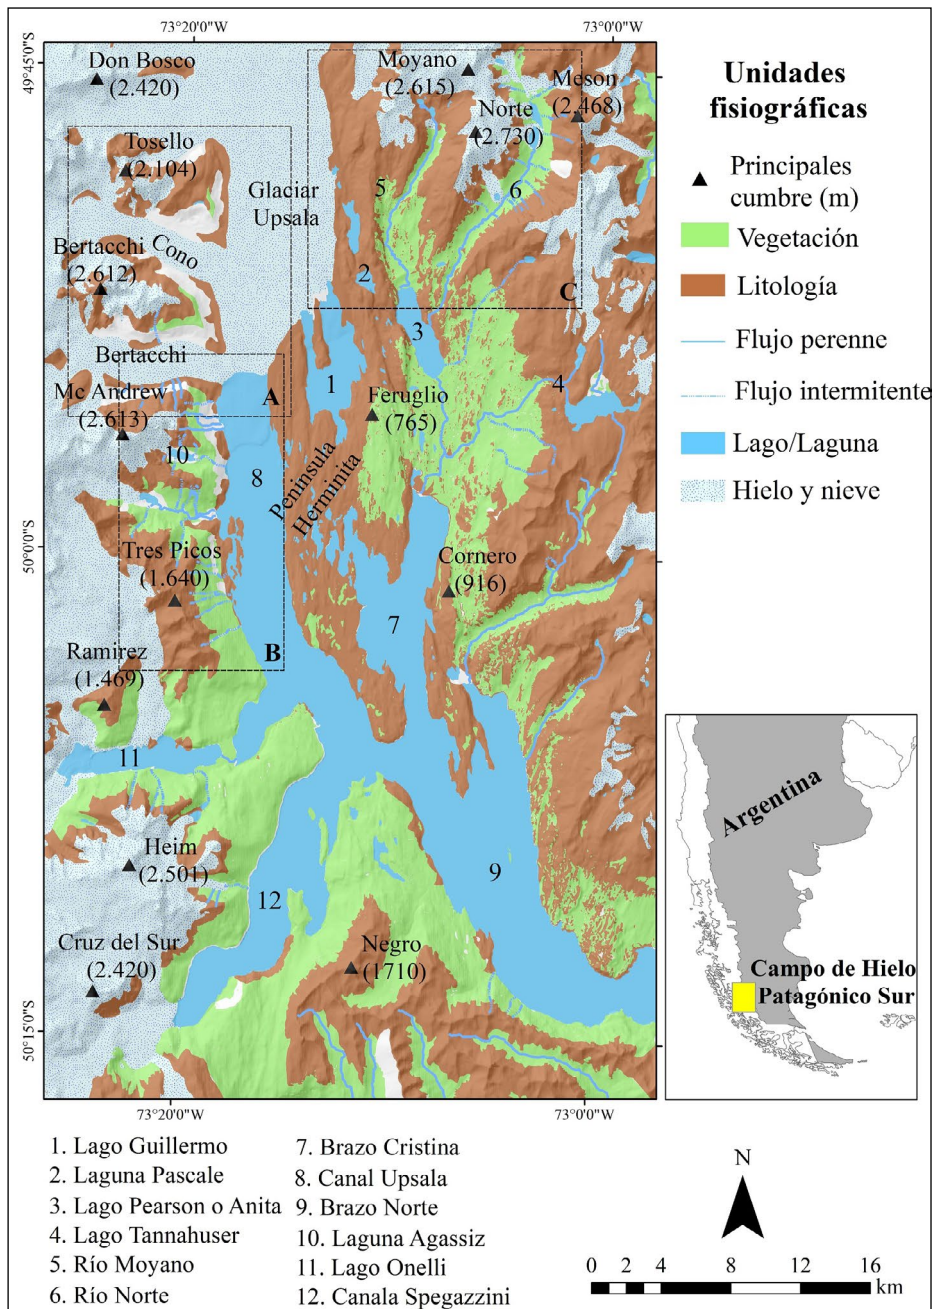 73°20'0"W
73°0'0"W
49°45'0"S
50°0'0"S
50°15'0"S
Don Bosco
(2.420)
Moyano
(2.615)
Meson
(2.468)
Norte
(2.730)
Tosello
(2.104)
Glaciar
Upsala
5
6
Cono
Bertacchi
(2.612)
2
C
3
Bertacchi
Mc Andrew
(2.613)
A
1
4
Feruglio
(765)
10
8
Peninsula
Herminita
Tres Picos
(1.640)
Cornero
(916)
7
B
Ramirez
(1.469)
11
Heim
(2.501)
9
12
Cruz del Sur
(2.420)
Negro
(1710)
73°20'0"W
73°0'0"W
Unidades
fisiográficas
Principales
cumbre (m)
Vegetación
Litología
Flujo perenne
Flujo intermitente
Lago/Laguna
Hielo y nieve
Argentina
Campo de Hielo
Patagónico Sur
1. Lago Guillermo
2. Laguna Pascale
3. Lago Pearson o Anita
4. Lago Tannahuser
5. Río Moyano
6. Río Norte
7. Brazo Cristina
8. Canal Upsala
9. Brazo Norte
10. Laguna Agassiz
11. Lago Onelli
12. Canala Spegazzini
N
0 2 4 8 12 16
km